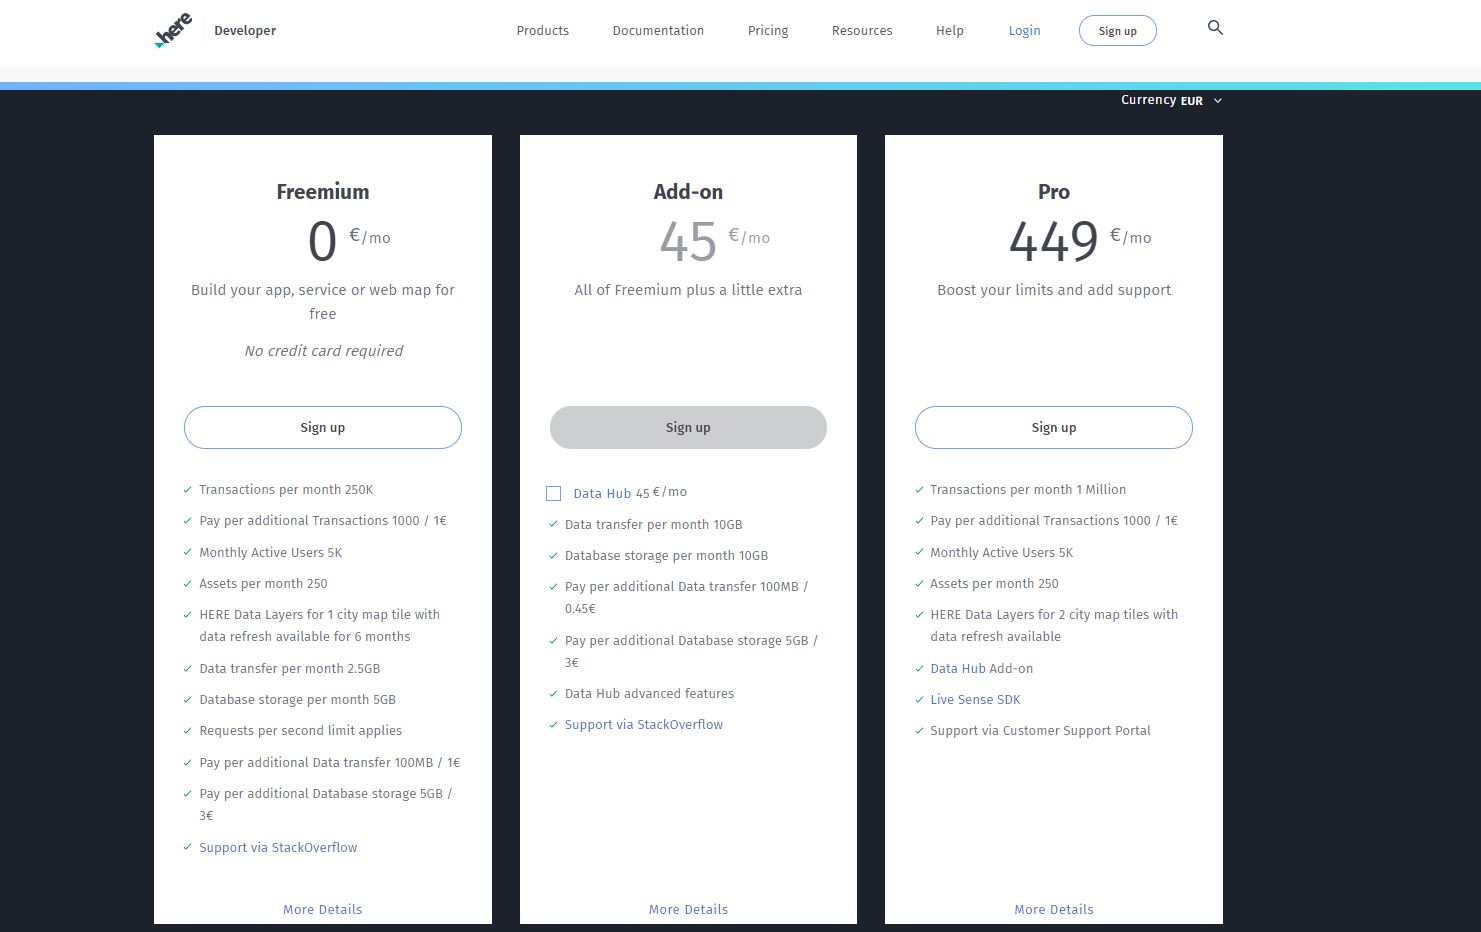 here Developer Products Documentation Pricing Resources Help Login Sign up
Currency EUR
Freemium
0 €/mo
Build your app, service or web map for
free
No credit card required
Sign up
Transactions per month 250K
Pay per additional Transactions 1000 / 1€
Monthly Active Users 5K
Assets per month 250
HERE Data Layers for 1 city map tile with
data refresh available for 6 months
Data transfer per month 2.5GB
Database storage per month 5GB
Requests per second limit applies
Pay per additional Data transfer 100MB / 1€
Pay per additional Database storage 5GB /
3€
Support via StackOverflow
More Details
Add-on
45 €/mo
All of Freemium plus a little extra
Sign up
Data Hub 45 €/mo
Data transfer per month 10GB
Database storage per month 10GB
Pay per additional Data transfer 100MB /
0.45€
Pay per additional Database storage 5GB /
3€
Data Hub advanced features
Support via StackOverflow
More Details
Pro
449 €/mo
Boost your limits and add support
Sign up
Transactions per month 1 Million
Pay per additional Transactions 1000 / 1€
Monthly Active Users 5K
Assets per month 250
HERE Data Layers for 2 city map tiles with
data refresh available
Data Hub Add-on
Live Sense SDK
Support via Customer Support Portal
More Details